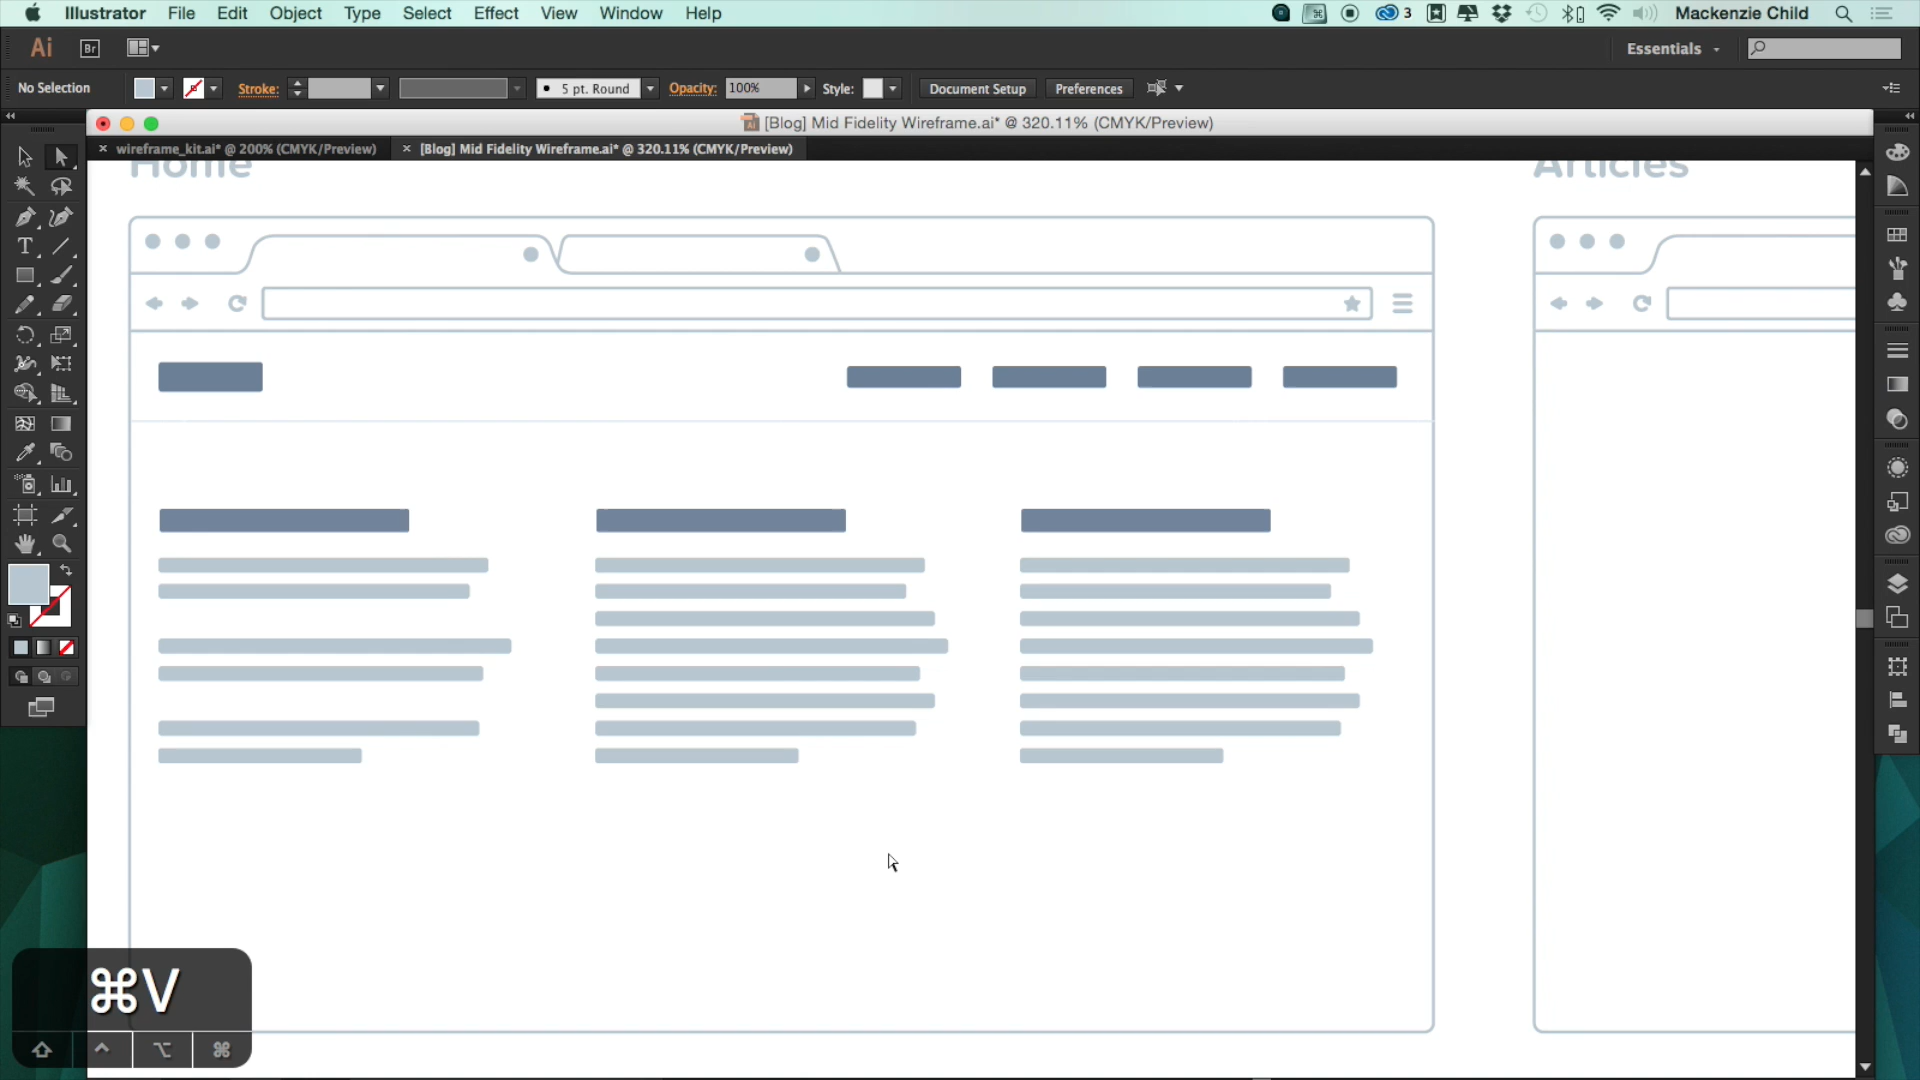 Illustrator File Edit Object Type Select Effect View Window Help 3 Mackenzie Child
Ai Br Essentials
No Selection Stroke: 5 pt. Round Opacity: 100% Style: Document Setup Preferences
[Blog] Mid Fidelity Wireframe.ai* @ 320.11% (CMYK/Preview)
× wireframe_kit.ai* @ 200% (CMYK/Preview) × [Blog] Mid Fidelity Wireframe.ai* @ 320.11% (CMYK/Preview)
Home Articles
⌘V